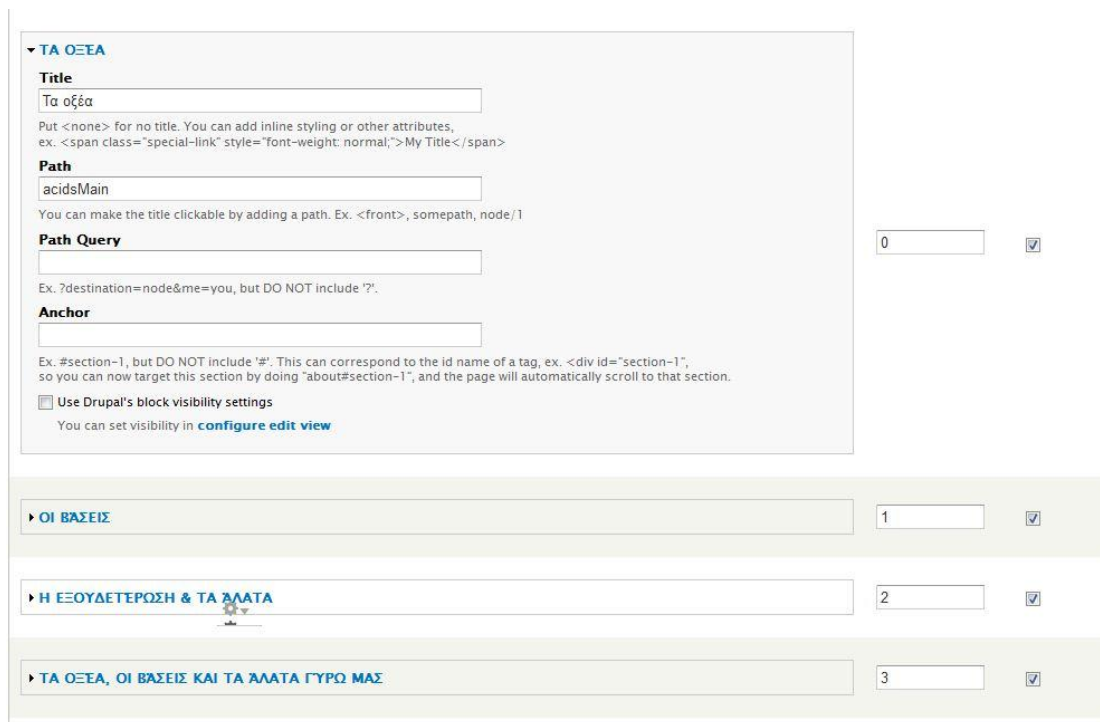 ΤΑ ΟΞΈΑ
Title
Τα οξέα
Put <none> for no title. You can add inline styling or other attributes,
ex. <span class="special-link" style="font-weight: normal;">My Title</span>
Path
acidsMain
You can make the title clickable by adding a path. Ex. <front>, somepath, node/1
Path Query
0
Ex. ?destination=node&me=you, but DO NOT include '?'.
Anchor
Ex. #section-1, but DO NOT include '#'. This can correspond to the id name of a tag, ex. <div id="section-1",
so you can now target this section by doing "about#section-1", and the page will automatically scroll to that section.
Use Drupal's block visibility settings
You can set visibility in configure edit view
ΟΙ ΒΆΣΕΙΣ 1
Η ΕΞΟΥΔΕΤΈΡΩΣΗ & ΤΑ ΆΛΑΤΑ 2
ΤΑ ΟΞΈΑ, ΟΙ ΒΆΣΕΙΣ ΚΑΙ ΤΑ ΆΛΑΤΑ ΓΎΡΩ ΜΑΣ 3